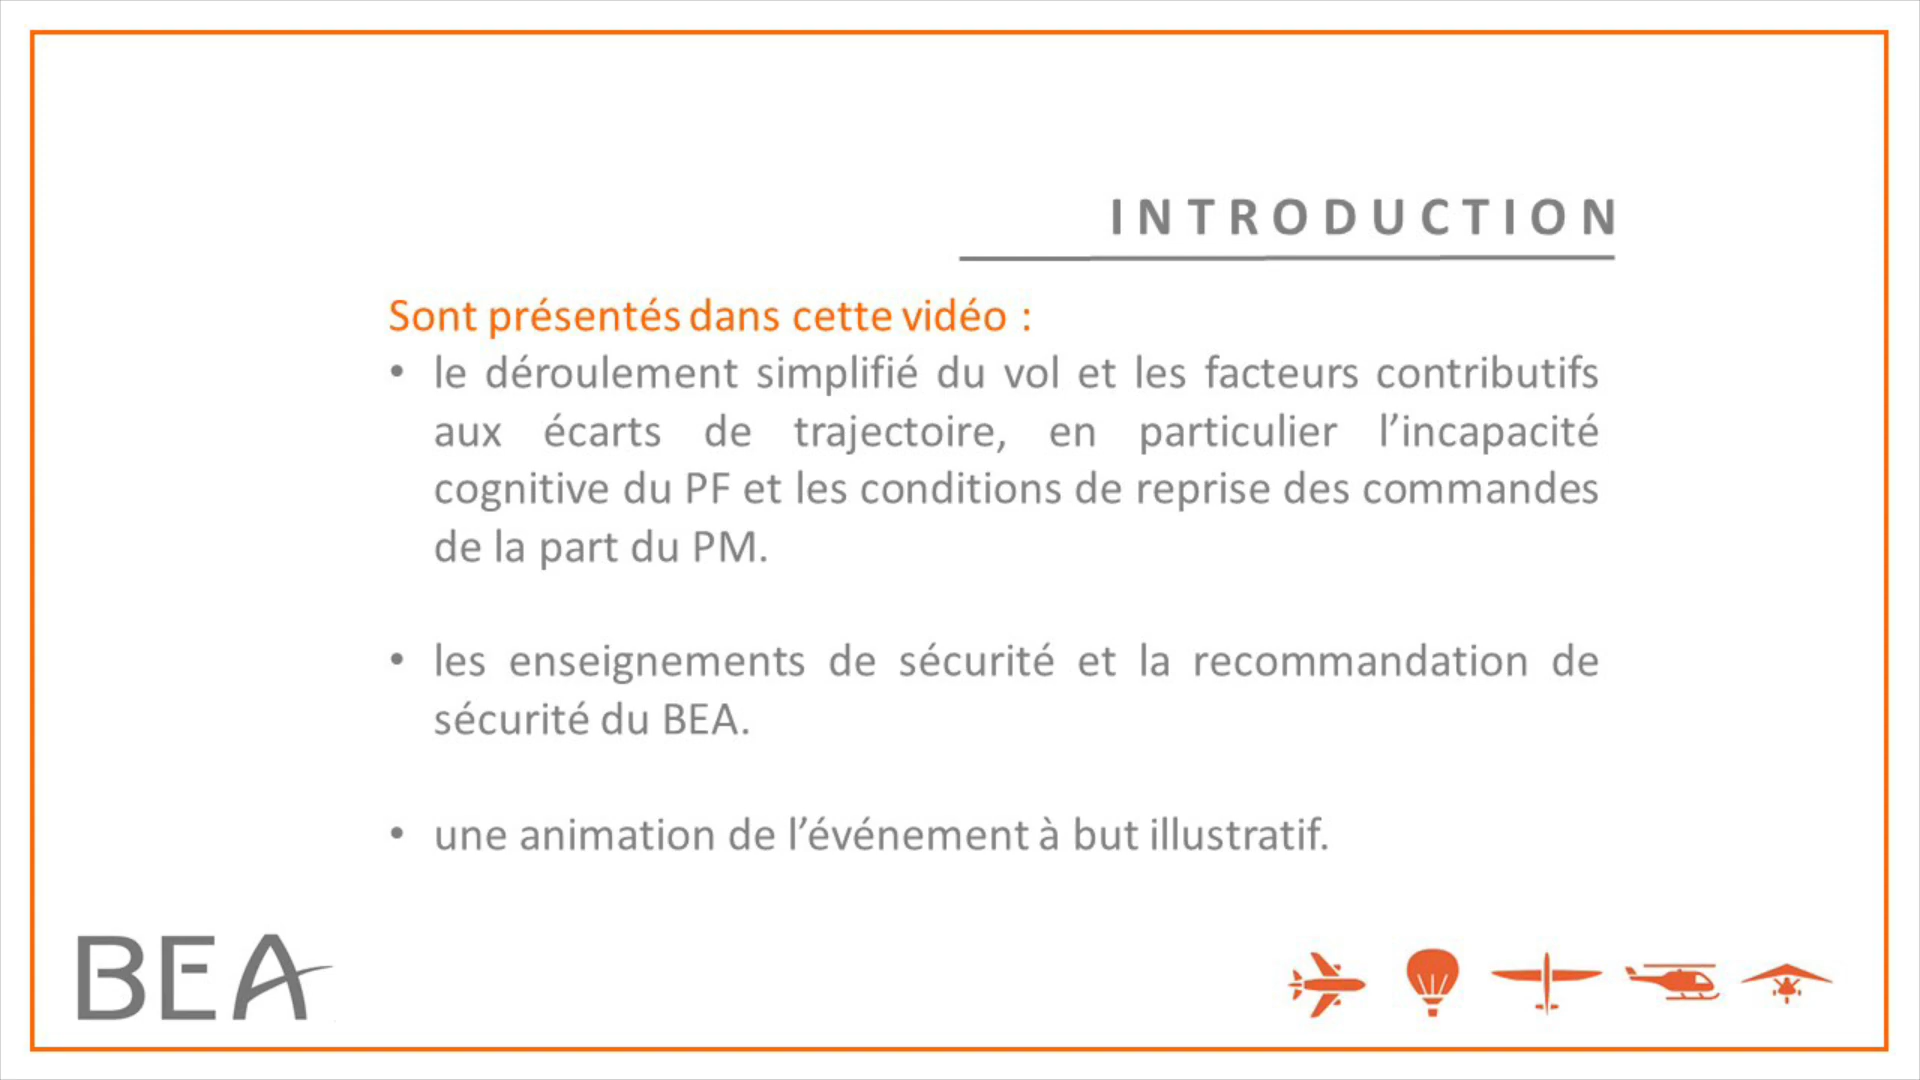 INTRODUCTION
Sont présentés dans cette vidéo :
• le déroulement simplifié du vol et les facteurs contributifs
aux écarts de trajectoire, en particulier l’incapacité
cognitive du PF et les conditions de reprise des commandes
de la part du PM.
• les enseignements de sécurité et la recommandation de
sécurité du BEA.
• une animation de l’événement à but illustratif.
BEA